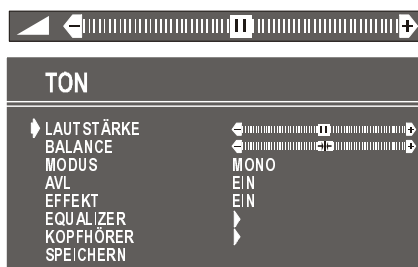 TON
LAUTSTÄRKE
BALANCE
MODUS MONO
AVL EIN
EFFEKT EIN
EQUALIZER
KOPFHÖRER
SPEICHERN